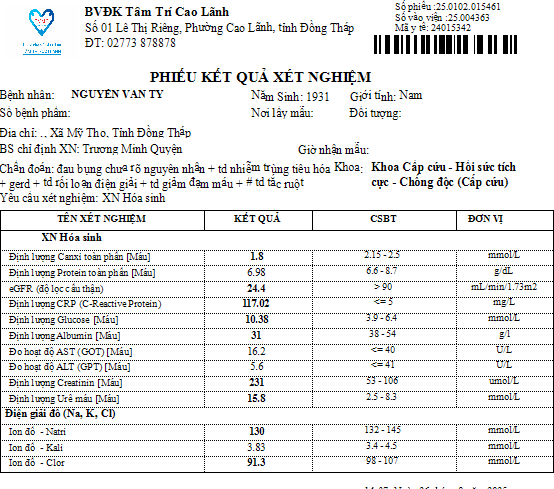 BVĐK Tâm Trí Cao Lãnh
Số 01 Lê Thị Riêng, Phường Cao Lãnh, tỉnh Đồng Tháp
ĐT: 02773 878878
Số phiếu :25.0102.015461
Số vào viện :25.004363
Mã y tế: 24015342
PHIẾU KẾT QUẢ XÉT NGHIỆM
Bệnh nhân: NGUYỄN VĂN TY Năm Sinh: 1931 Giới tính: Nam
Số bệnh phẩm: Nơi lấy mẫu: Đối tượng:
Địa chỉ: ., Xã Mỹ Thọ, Tỉnh Đồng Tháp
BS chỉ định XN: Trương Minh Quyện Giờ nhận mẫu:
Chẩn đoán: đau bụng chưa rõ nguyên nhân + td nhiễm trùng tiêu hóa Khoa: Khoa Cấp cứu - Hồi sức tích
+ gerd + td rối loạn điện giải + td giảm đạm máu + # td tắc ruột cực - Chống độc (Cấp cứu)
Yêu cầu xét nghiệm: XN Hóa sinh
TÊN XÉT NGHIỆM KẾT QUẢ CSBT ĐƠN VỊ
XN Hóa sinh
Định lượng Canxi toàn phần [Máu] 1.8 2.15 - 2.5 mmol/L
Định lượng Protein toàn phần [Máu] 6.98 6.6 - 8.7 g/dL
eGFR (độ lọc cầu thận) 24.4 > 90 mL/min/1.73m2
Định lượng CRP (C-Reactive Protein) 117.02 <= 5 mg/L
Định lượng Glucose [Máu] 10.38 3.9 - 6.4 mmol/L
Định lượng Albumin [Máu] 31 38 - 54 g/l
Đo hoạt độ AST (GOT) [Máu] 16.2 <= 40 U/L
Đo hoạt độ ALT (GPT) [Máu] 5.6 <= 41 U/L
Định lượng Creatinin [Máu] 231 53 - 106 umol/L
Định lượng Urê máu [Máu] 15.8 2.5 - 8.3 mmol/L
Điện giải đồ (Na, K, Cl)
Ion đồ - Natri 130 132 - 145 mmol/L
Ion đồ - Kali 3.83 3.4 - 4.5 mmol/L
Ion đồ - Clor 91.3 98 - 107 mmol/L